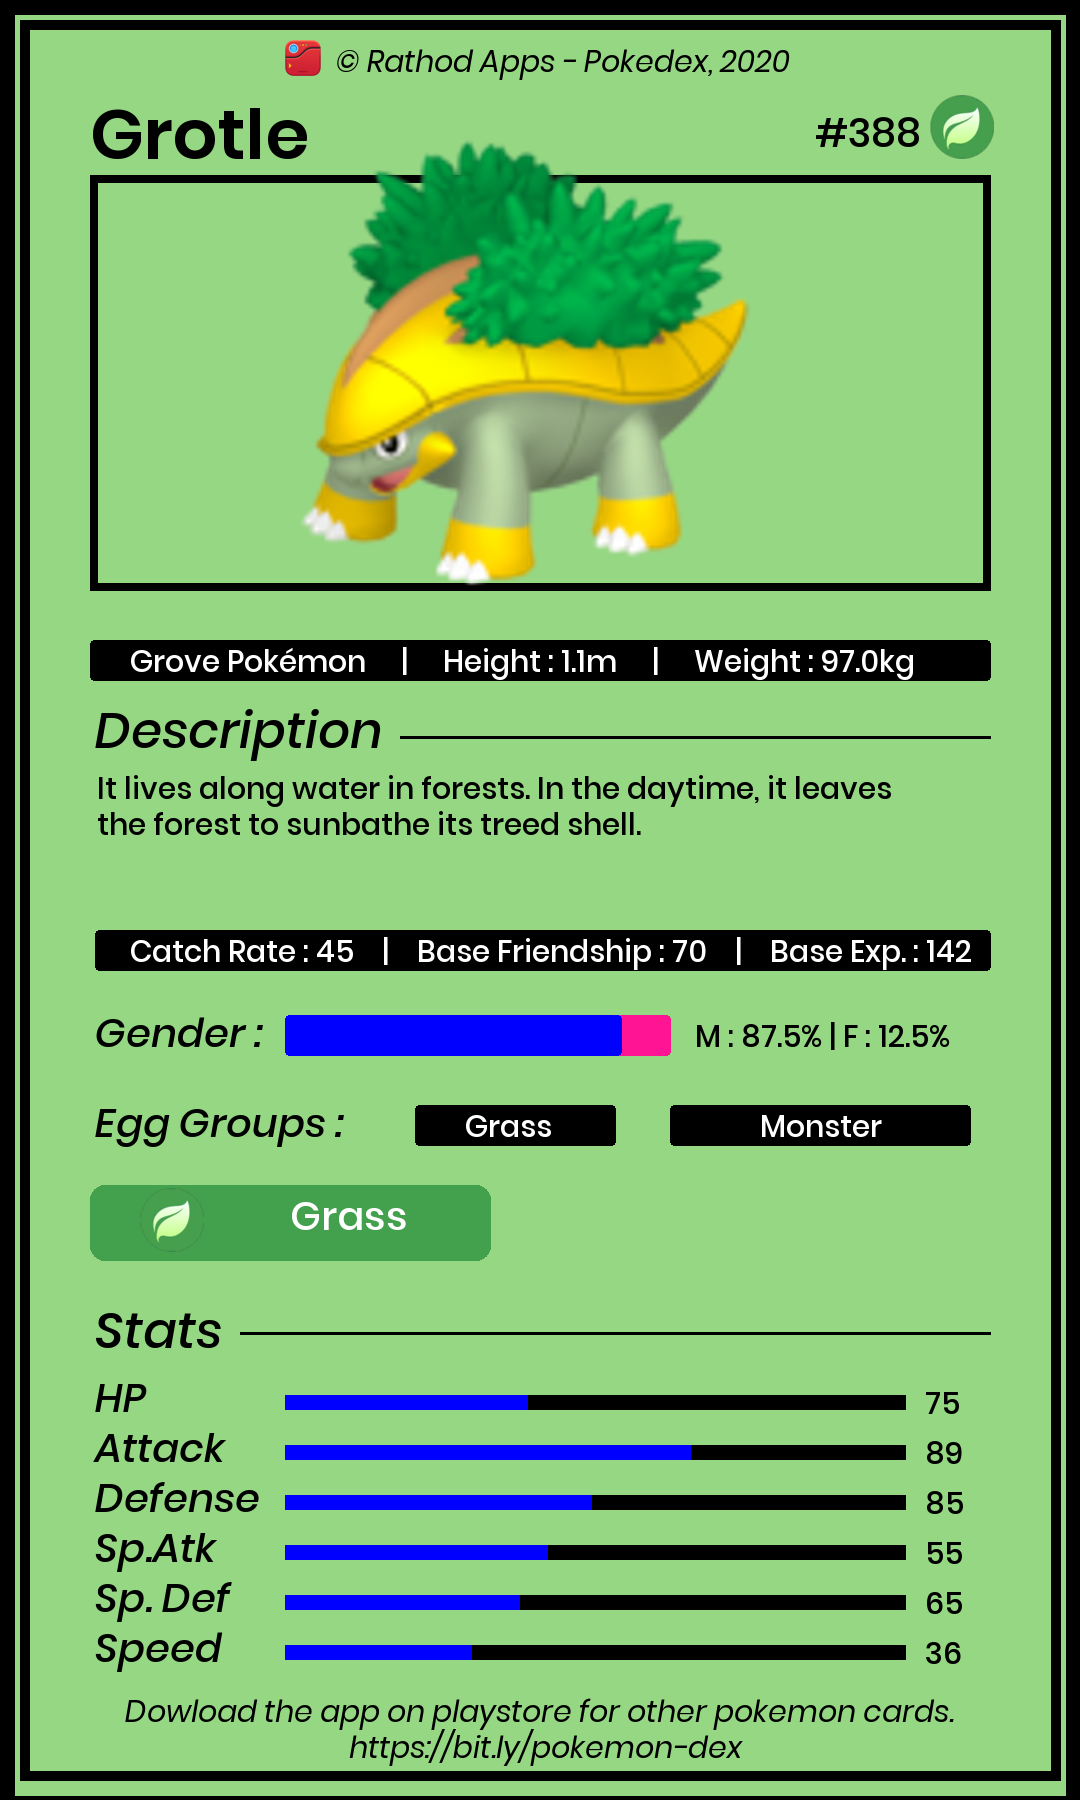 © Rathod Apps - Pokedex, 2020
Grotle #388
Grove Pokémon | Height : 1.1m | Weight : 97.0kg
Description
It lives along water in forests. In the daytime, it leaves
the forest to sunbathe its treed shell.
Catch Rate : 45 | Base Friendship : 70 | Base Exp. : 142
Gender : M : 87.5% | F : 12.5%
Egg Groups : Grass Monster
Grass
Stats
HP 75
Attack 89
Defense 85
Sp.Atk 55
Sp. Def 65
Speed 36
Dowload the app on playstore for other pokemon cards.
https://bit.ly/pokemon-dex